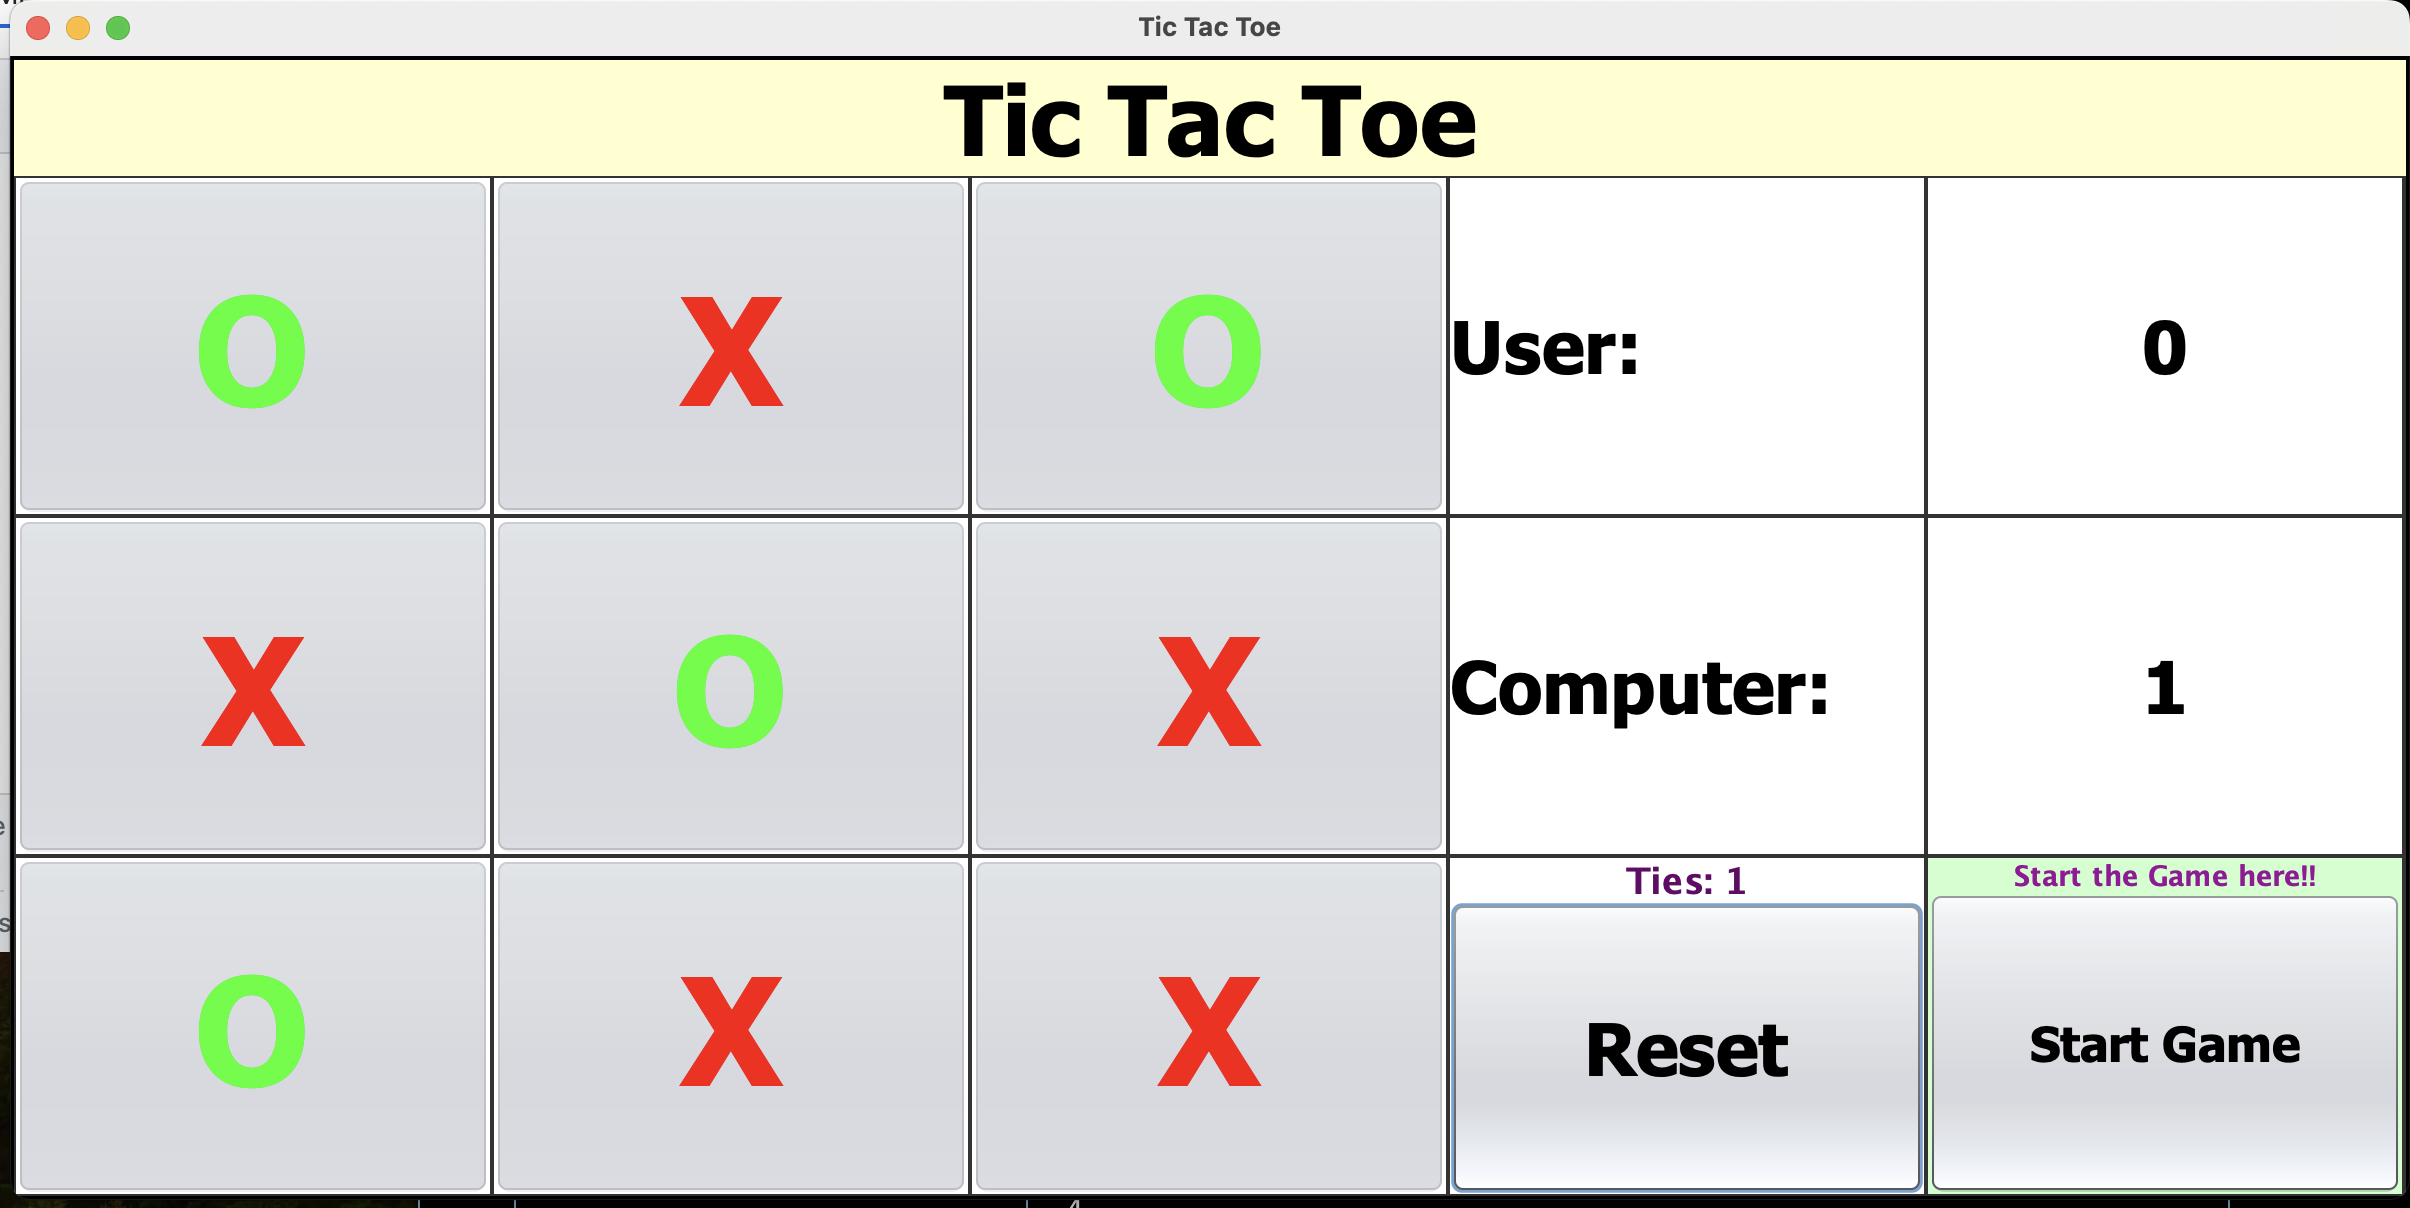 Tic Tac Toe
Tic Tac Toe
O X O
User: 0
X O X
Computer: 1
O X X
Ties: 1
Reset
Start the Game here!!
Start Game